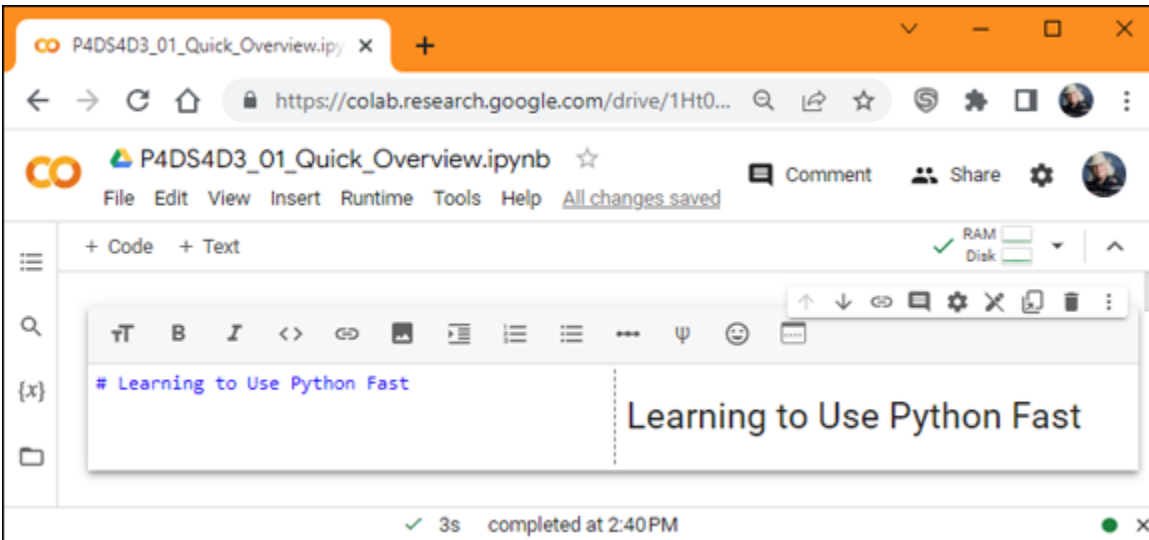 P4DS4D3_01_Quick_Overview.ipy
https://colab.research.google.com/drive/1Ht0...
P4DS4D3_01_Quick_Overview.ipynb
Comment Share
File Edit View Insert Runtime Tools Help All changes saved
+ Code + Text
RAM
Disk
B I <> Ψ
{x}
# Learning to Use Python Fast
Learning to Use Python Fast
3s completed at 2:40 PM